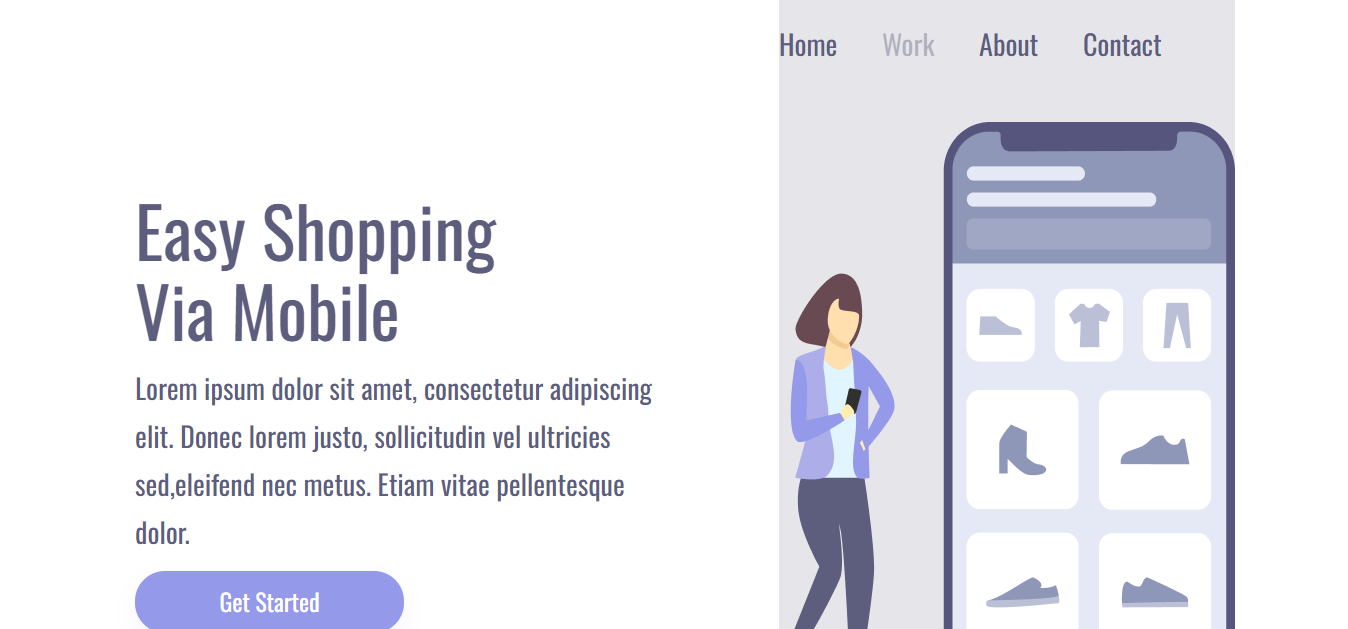 Home Work About Contact
Easy Shopping
Via Mobile
Lorem ipsum dolor sit amet, consectetur adipiscing
elit. Donec lorem justo, sollicitudin vel ultricies
sed,eleifend nec metus. Etiam vitae pellentesque
dolor.
Get Started